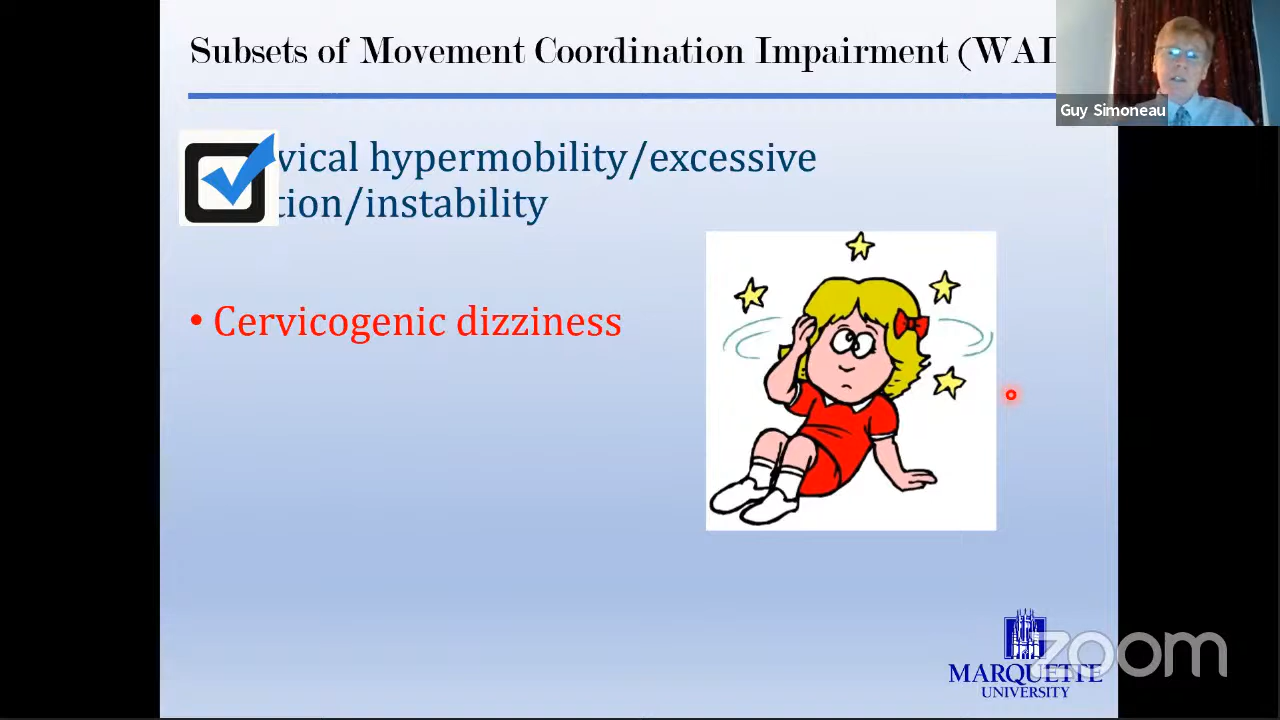 Subsets of Movement Coordination Impairment (WAD
Guy Simoneau
vical hypermobility/excessive
tion/instability
• Cervicogenic dizziness
zoom
MARQUETTE
UNIVERSITY